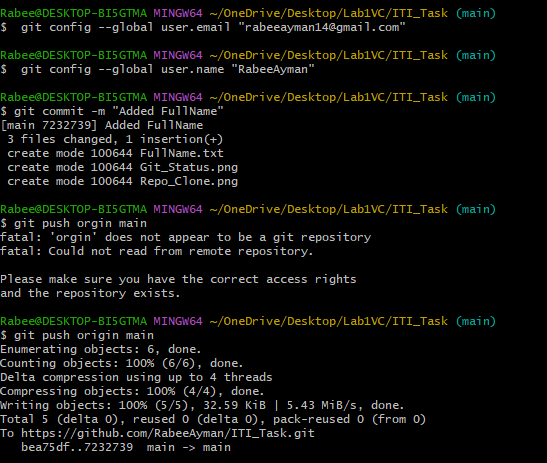 Rabee@DESKTOP-BI5GTMA MINGW64 ~/OneDrive/Desktop/Lab1VC/ITI_Task (main)
$  git config --global user.email "rabeeayman14@gmail.com"
Rabee@DESKTOP-BI5GTMA MINGW64 ~/OneDrive/Desktop/Lab1VC/ITI_Task (main)
$  git config --global user.name "RabeeAyman"
Rabee@DESKTOP-BI5GTMA MINGW64 ~/OneDrive/Desktop/Lab1VC/ITI_Task (main)
$ git commit -m "Added FullName"
[main 7232739] Added FullName
 3 files changed, 1 insertion(+)
 create mode 100644 FullName.txt
 create mode 100644 Git_Status.png
 create mode 100644 Repo_Clone.png
Rabee@DESKTOP-BI5GTMA MINGW64 ~/OneDrive/Desktop/Lab1VC/ITI_Task (main)
$ git push orgin main
fatal: 'orgin' does not appear to be a git repository
fatal: Could not read from remote repository.
Please make sure you have the correct access rights
and the repository exists.
Rabee@DESKTOP-BI5GTMA MINGW64 ~/OneDrive/Desktop/Lab1VC/ITI_Task (main)
$ git push origin main
Enumerating objects: 6, done.
Counting objects: 100% (6/6), done.
Delta compression using up to 4 threads
Compressing objects: 100% (4/4), done.
Writing objects: 100% (5/5), 32.59 KiB | 5.43 MiB/s, done.
Total 5 (delta 0), reused 0 (delta 0), pack-reused 0 (from 0)
To https://github.com/RabeeAyman/ITI_Task.git
   bea75df..7232739  main -> main